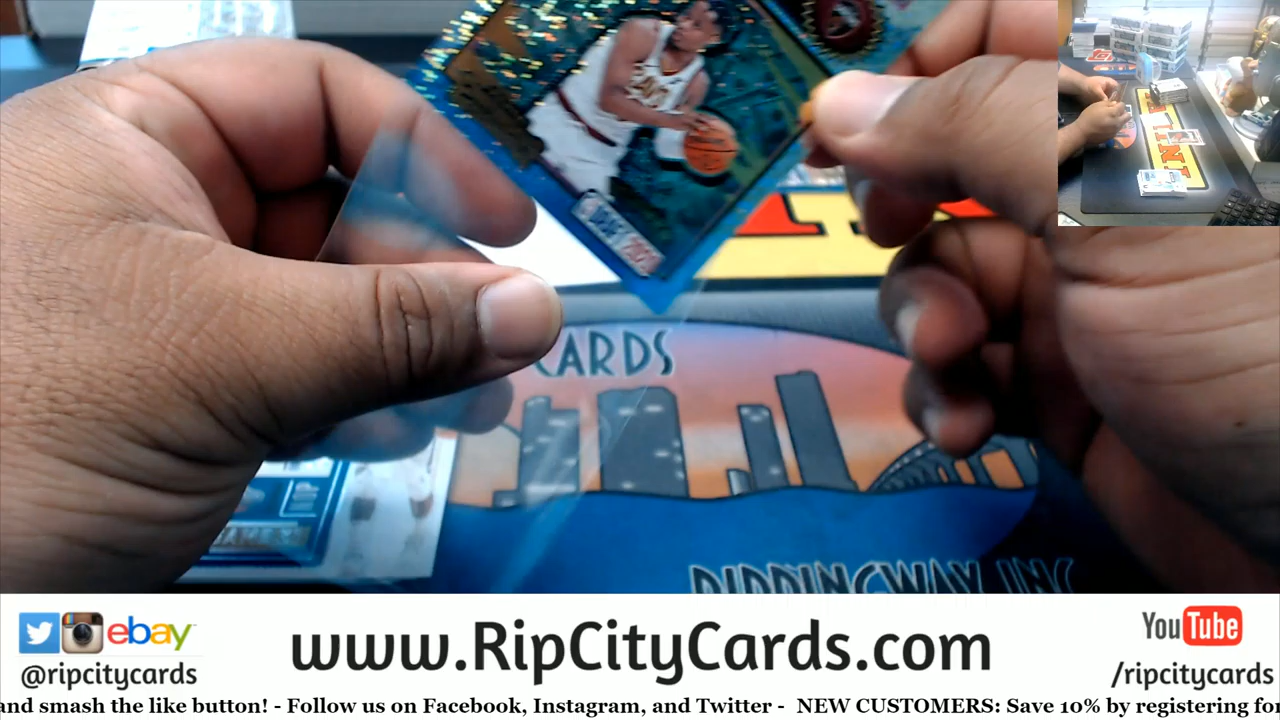 CARDS
RIPPINGWAY INC
ebay
www.RipCityCards.com
YouTube
@ripcitycards
/ripcitycards
and smash the like button! - Follow us on Facebook, Instagram, and Twitter - NEW CUSTOMERS: Save 10% by registering for